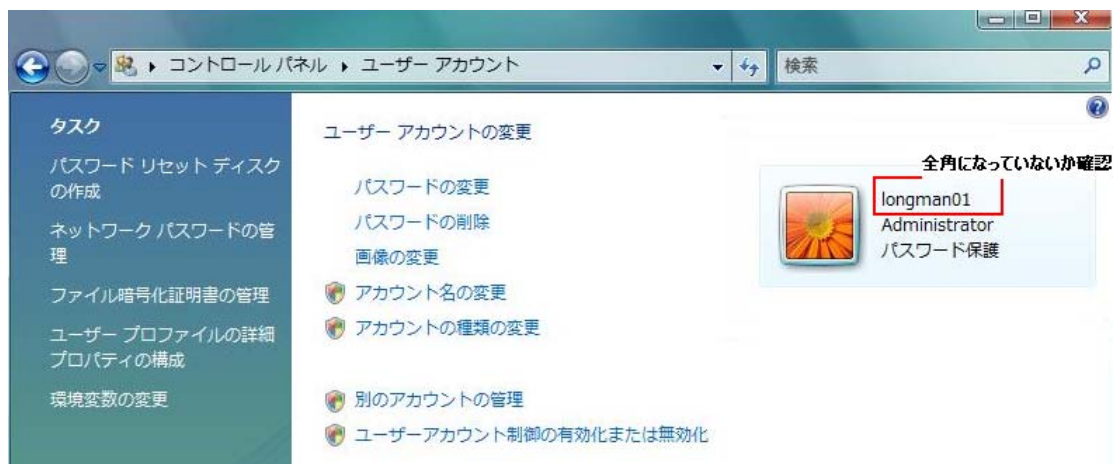 コントロール パネル ▸ ユーザー アカウント
検索
タスク
パスワード リセット ディスク
の作成
ネットワーク パスワードの管
理
ファイル暗号化証明書の管理
ユーザー プロファイルの詳細
プロパティの構成
環境変数の変更
ユーザー アカウントの変更
パスワードの変更
パスワードの削除
画像の変更
アカウント名の変更
アカウントの種類の変更
別のアカウントの管理
ユーザーアカウント制御の有効化または無効化
全角になっていないか確認
longman01
Administrator
パスワード保護